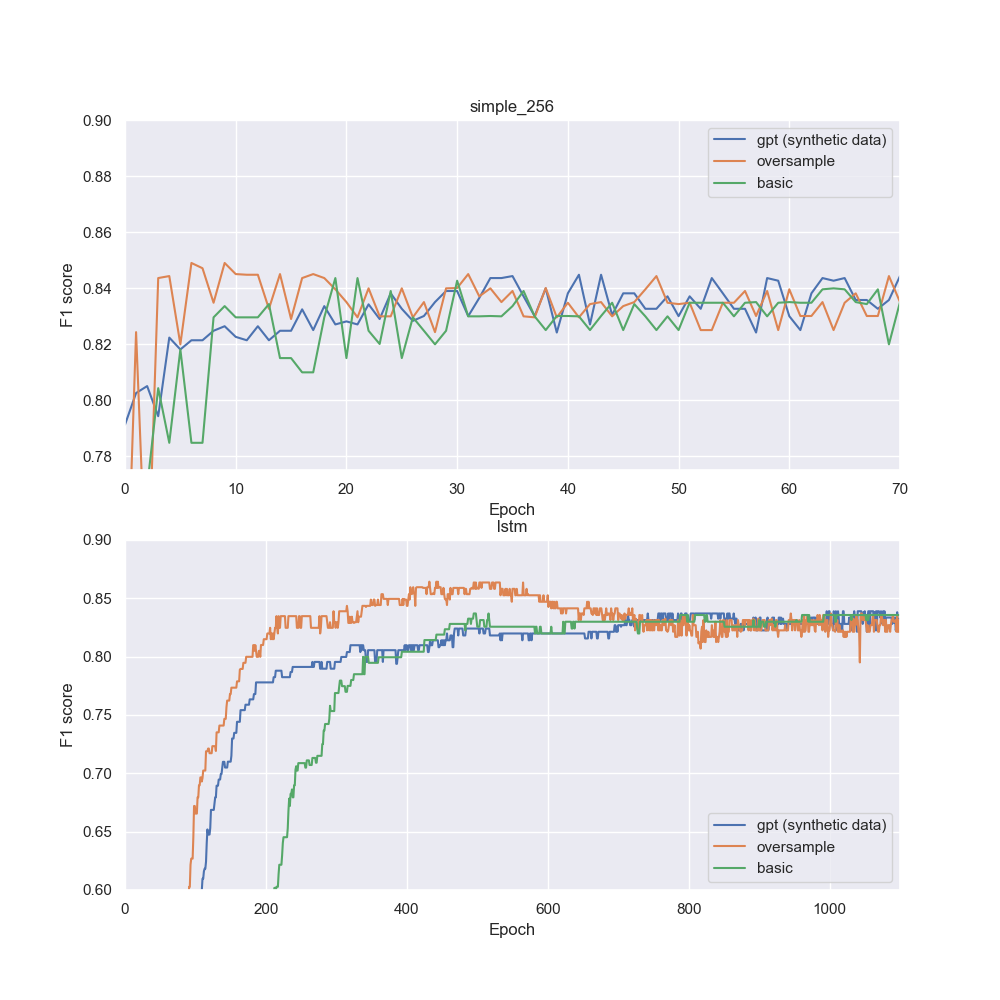 simple_256
0.90
0.88
0.86
0.84
0.82
0.80
0.78
F1 score
gpt (synthetic data)
oversample
basic
0 10 20 30 40 50 60 70
Epoch
lstm
0.90
0.85
0.80
0.75
0.70
0.65
0.60
F1 score
gpt (synthetic data)
oversample
basic
0 200 400 600 800 1000
Epoch